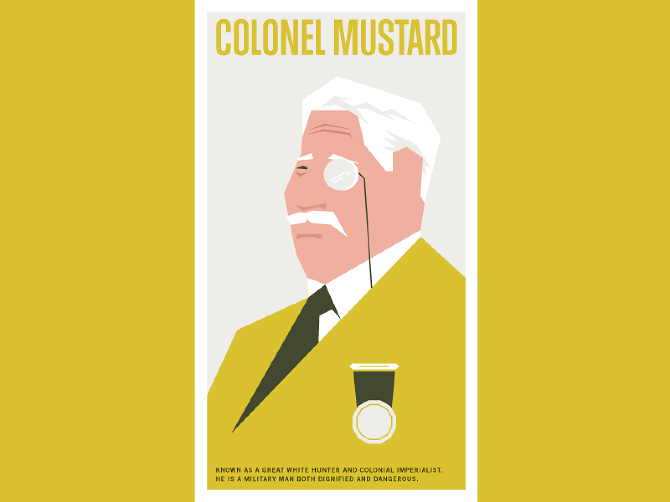 COLONEL MUSTARD
KNOWN AS A GREAT WHITE HUNTER AND COLONIAL IMPERIALIST,
HE IS A MILITARY MAN BOTH DIGNIFIED AND DANGEROUS.